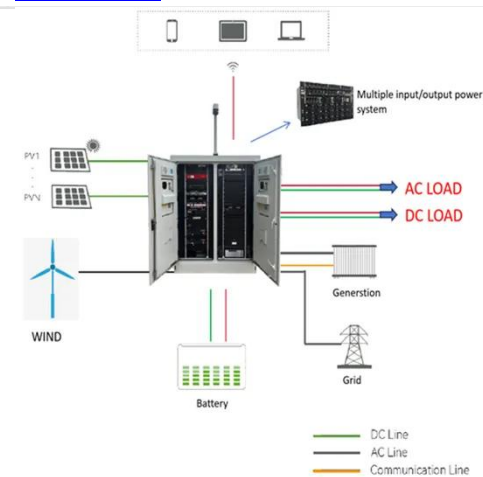 Multiple input/output power
system
PV1
PVN
AC LOAD
DC LOAD
WIND
Generstion
Grid
Battery
DC Line
AC Line
Communication Line